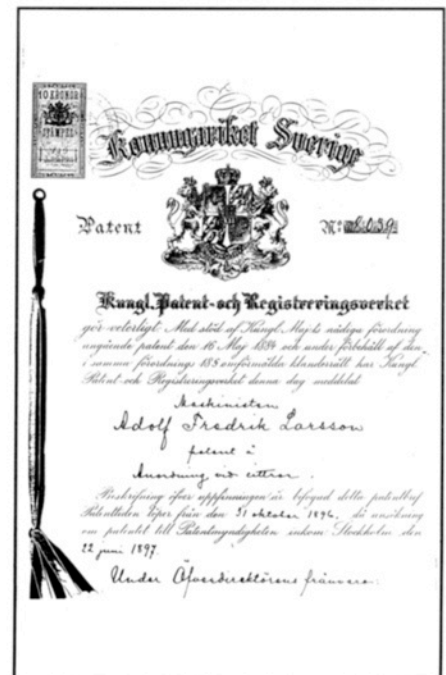 10 KRONOR
STÄMPEL
Konungariket Sverige
Patent
Nº
Kungl. Patent- och Registreringsverket
gör veterligt: Med stöd af Kungl. Maj:ts nådiga förordning
angående patent den 16 Maj 1884 och under förbehåll af den
i samma förordnings 18 § omförmälda klanderrätt har Kungl.
Patent- och Registreringsverket denna dag meddelat
Maskinisten
Adolf Fredrik Larsson
patent å
Anordning vid cittror.
Beskrifning öfver uppfinningen är bifogad detta patentbref
Patenttiden löper från den 31 oktober 1896, då ansökning
om patentet till Patentmyndigheten inkom. Stockholm den
22 juni 1897.
Under Öfverdirektörens frånvaro: